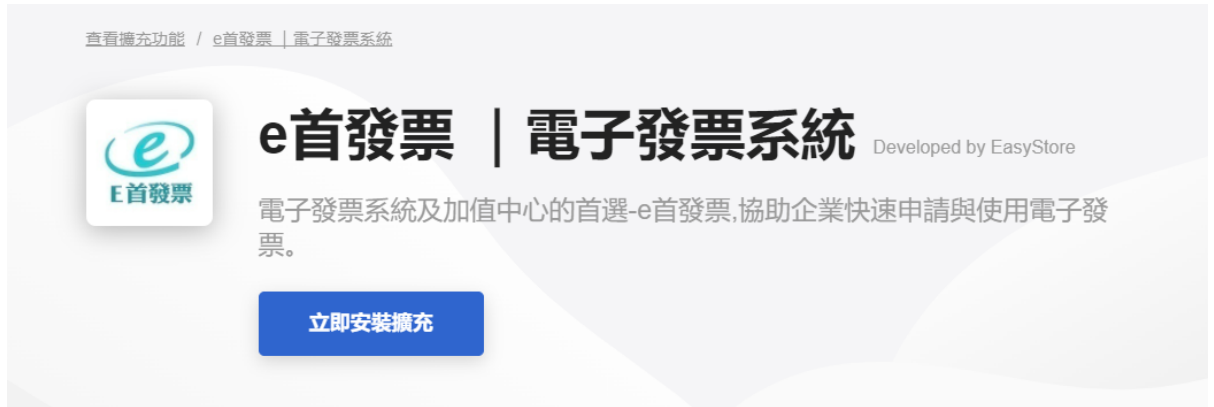 查看擴充功能 / e首發票 | 電子發票系統
e首發票 | 電子發票系統 Developed by EasyStore
e
E首發票
電子發票系統及加值中心的首選-e首發票,協助企業快速申請與使用電子發
票。
立即安裝擴充